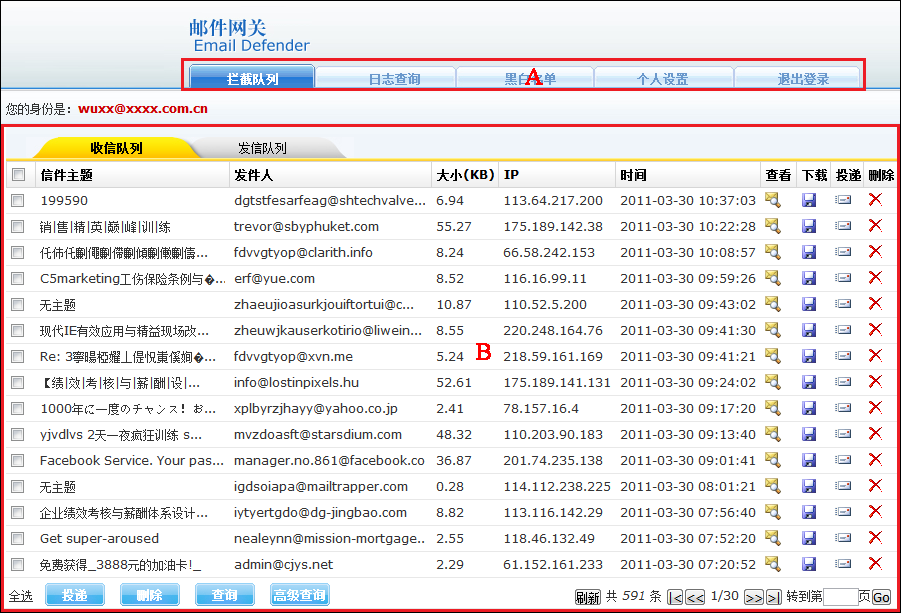 邮件网关
Email Defender
拦截队列 日志查询 黑白名单 个人设置 退出登录
A
您的身份是: wuxx@xxxx.com.cn
收信队列 发信队列
信件主题 发件人 大小(KB) IP 时间 查看 下载 投递 删除
199590 dgtstfesarfeag@shtechvalve... 6.94 113.64.217.200 2011-03-30 10:37:03
销|售|精|英|巅|峰|训|练 trevor@sbyphuket.com 55.27 175.189.142.38 2011-03-30 10:22:28
fdvvgtyop@clarith.info 8.24 66.58.242.153 2011-03-30 10:08:57
C5marketing工伤保险条例与�... erf@yue.com 8.52 116.16.99.11 2011-03-30 09:59:26
无主题 zhaeujioasurkjouiftortui@c... 10.87 110.52.5.200 2011-03-30 09:43:02
现代IE有效应用与精益现场改... zheuwjkauserkotirio@liwein... 8.55 220.248.164.76 2011-03-30 09:41:30
Re: 3 fdvvgtyop@xvn.me 5.24 218.59.161.169 2011-03-30 09:41:21
B
【绩|效|考|核|与|薪|酬|设|... info@lostinpixels.hu 52.61 175.189.141.131 2011-03-30 09:24:02
1000年に一度のチャンス! お... xplbyrzjhayy@yahoo.co.jp 2.41 78.157.16.4 2011-03-30 09:17:20
yjvdlvs 2天一夜疯狂训练 s... mvzdoasft@starsdium.com 48.32 110.203.90.183 2011-03-30 09:13:40
Facebook Service. Your pas... manager.no.861@facebook.co 36.87 201.74.235.138 2011-03-30 09:01:41
无主题 igdsoiapa@mailtrapper.com 0.28 114.112.238.225 2011-03-30 08:01:21
企业绩效考核与薪酬体系设计... iytyertgdo@dg-jingbao.com 8.82 113.116.142.29 2011-03-30 07:56:40
Get super-aroused nealeynn@mission-mortgage.. 2.55 118.46.132.49 2011-03-30 07:52:20
免费获得_3888元的加油卡!_ admin@cjys.net 2.29 61.152.161.233 2011-03-30 07:20:52
全选 投递 删除 查询 高级查询 刷新 共 591 条 |< << 1/30 >> >| 转到第 页 Go